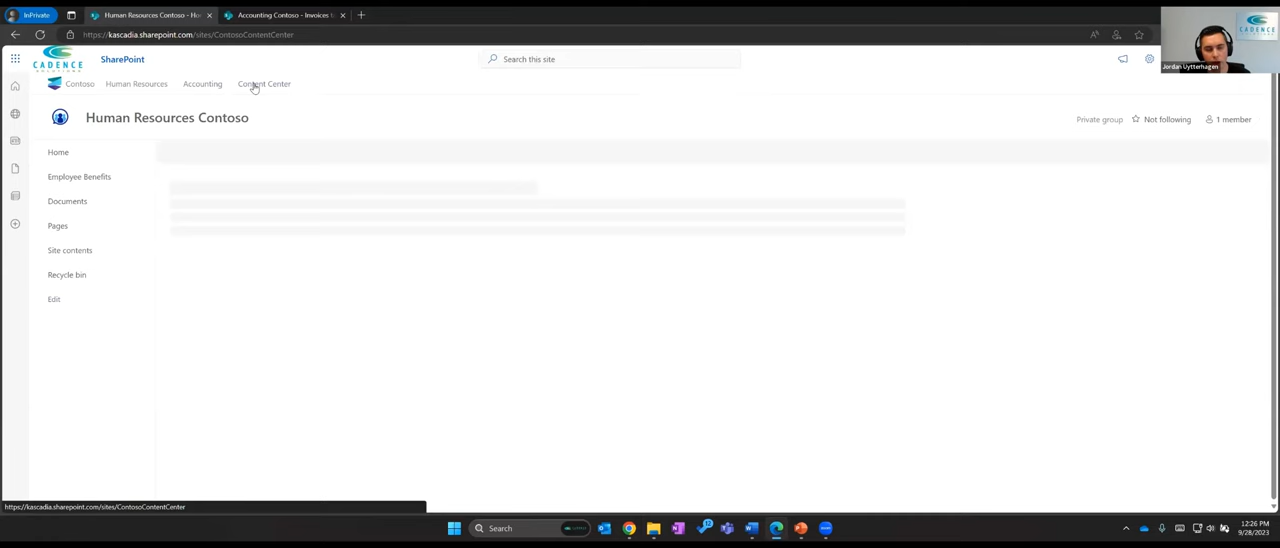 InPrivate
Human Resources Contoso - Ho
Accounting Contoso - Invoices t
https://kascadia.sharepoint.com/sites/ContosoContentCenter
CADENCE
SOLUTIONS
SharePoint
Search this site
CADENCE
Jordan Uytterhagen
Contoso
Human Resources
Accounting
Content Center
Human Resources Contoso
Private group
Not following
1 member
Home
Employee Benefits
Documents
Pages
Site contents
Recycle bin
Edit
https://kascadia.sharepoint.com/sites/ContosoContentCenter
Search
12:26 PM
9/28/2023